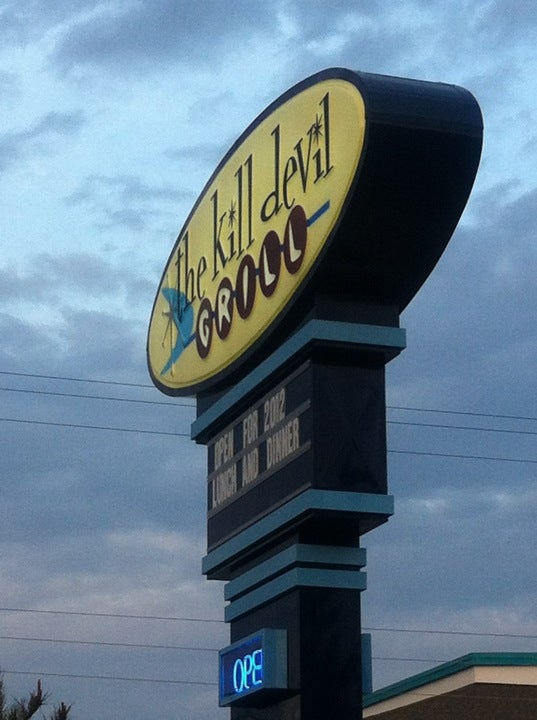 the kill devil
GRILL
OPEN FOR 2012
LUNCH AND DINNER
OPE